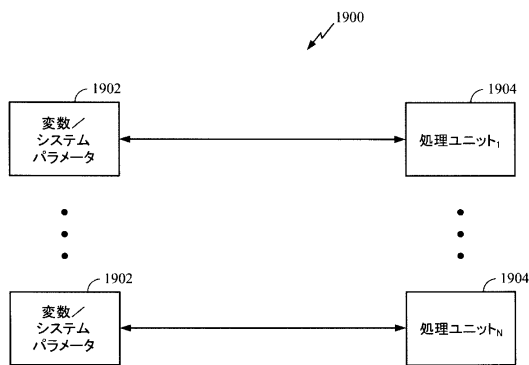 1900
1902
1904
変数／
システム
パラメータ
処理ユニット1
1902
1904
変数／
システム
パラメータ
処理ユニットN